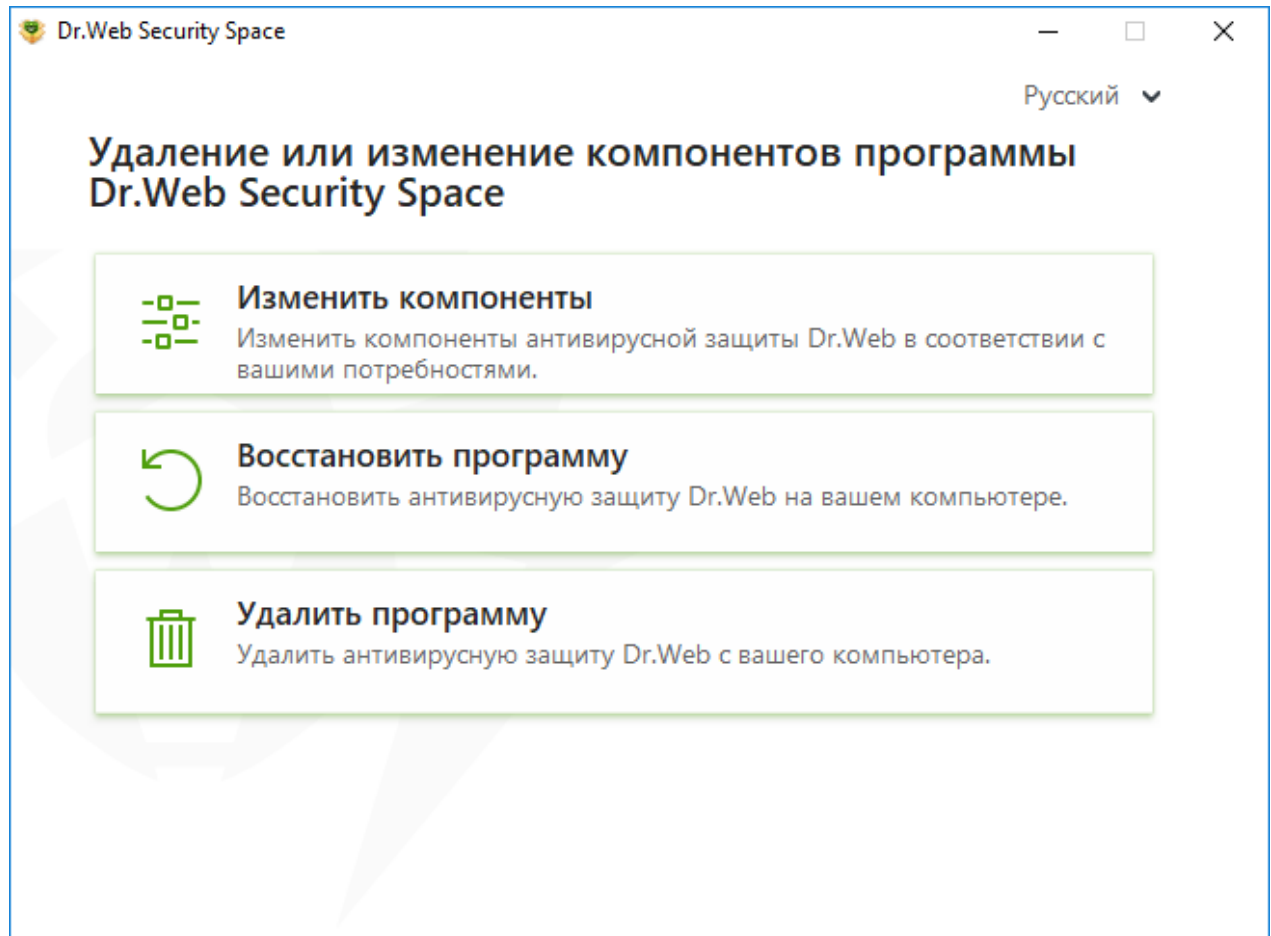 Dr.Web Security Space
Русский
Удаление или изменение компонентов программы
Dr.Web Security Space
Изменить компоненты
Изменить компоненты антивирусной защиты Dr.Web в соответствии с
вашими потребностями.
Восстановить программу
Восстановить антивирусную защиту Dr.Web на вашем компьютере.
Удалить программу
Удалить антивирусную защиту Dr.Web с вашего компьютера.